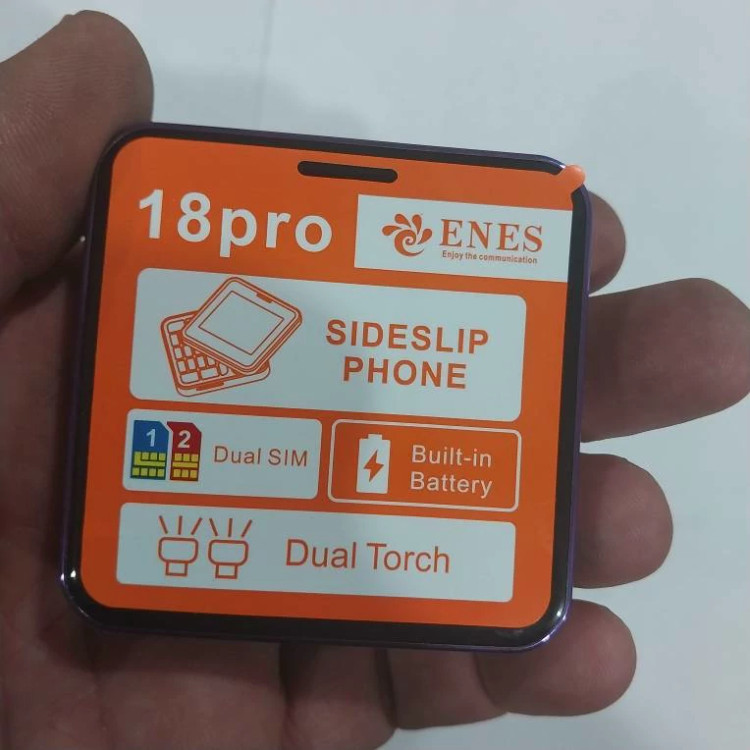 18pro
ENES
Enjoy the communication
SIDESLIP
PHONE
1 2
Dual SIM
Built-in
Battery
Dual Torch